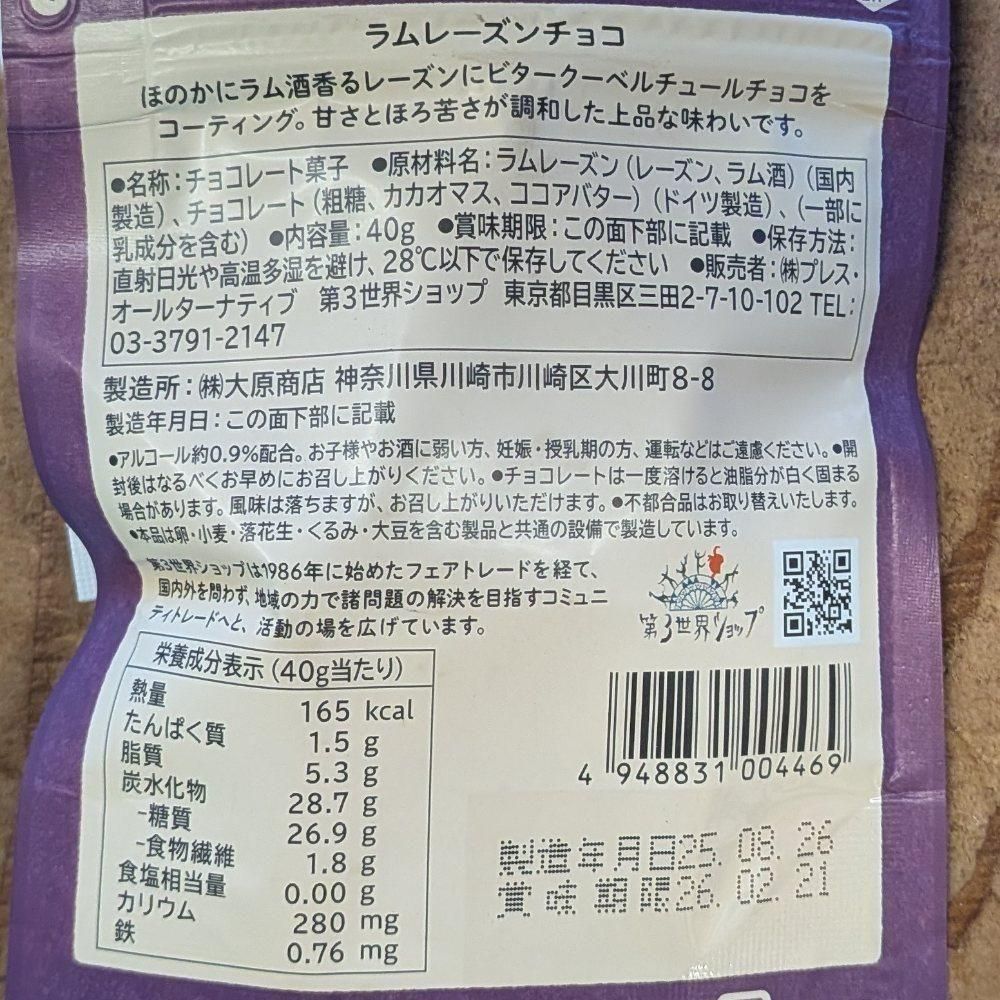 ラムレーズンチョコ
ほのかにラム酒香るレーズンにビタークーベルチュールチョコを
コーティング。甘さとほろ苦さが調和した上品な味わいです。
●名称：チョコレート菓子 ●原材料名：ラムレーズン（レーズン、ラム酒）（国内
製造）、チョコレート（粗糖、カカオマス、ココアバター）（ドイツ製造）、（一部に
乳成分を含む） ●内容量：40g ●賞味期限：この面下部に記載 ●保存方法：
直射日光や高温多湿を避け、28℃以下で保存してください ●販売者：㈱プレス・
オールターナティブ 第3世界ショップ 東京都目黒区三田2-7-10-102 TEL:
03-3791-2147
製造所：㈱大原商店 神奈川県川崎市川崎区大川町8-8
製造年月日：この面下部に記載
●アルコール約0.9%配合。お子様やお酒に弱い方、妊娠・授乳期の方、運転などはご遠慮ください。●開
封後はなるべくお早めにお召し上がりください。●チョコレートは一度溶けると油脂分が白く固まる
場合があります。風味は落ちますが、お召し上がりいただけます。●不都合品はお取り替えいたします。
●本品は卵・小麦・落花生・くるみ・大豆を含む製品と共通の設備で製造しています。
第3世界ショップは1986年に始めたフェアトレードを経て、
国内外を問わず、地域の力で諸問題の解決を目指すコミュニ
ティトレードへと、活動の場を広げています。
第3世界ショップ
栄養成分表示（40g当たり）
熱量 165 kcal
たんぱく質 1.5 g
脂質 5.3 g
炭水化物 28.7 g
-糖質 26.9 g
-食物繊維 1.8 g
食塩相当量 0.00 g
カリウム 280 mg
鉄 0.76 mg
4 948831 004469
製造年月日25. 08. 26
賞味期限26. 02. 21